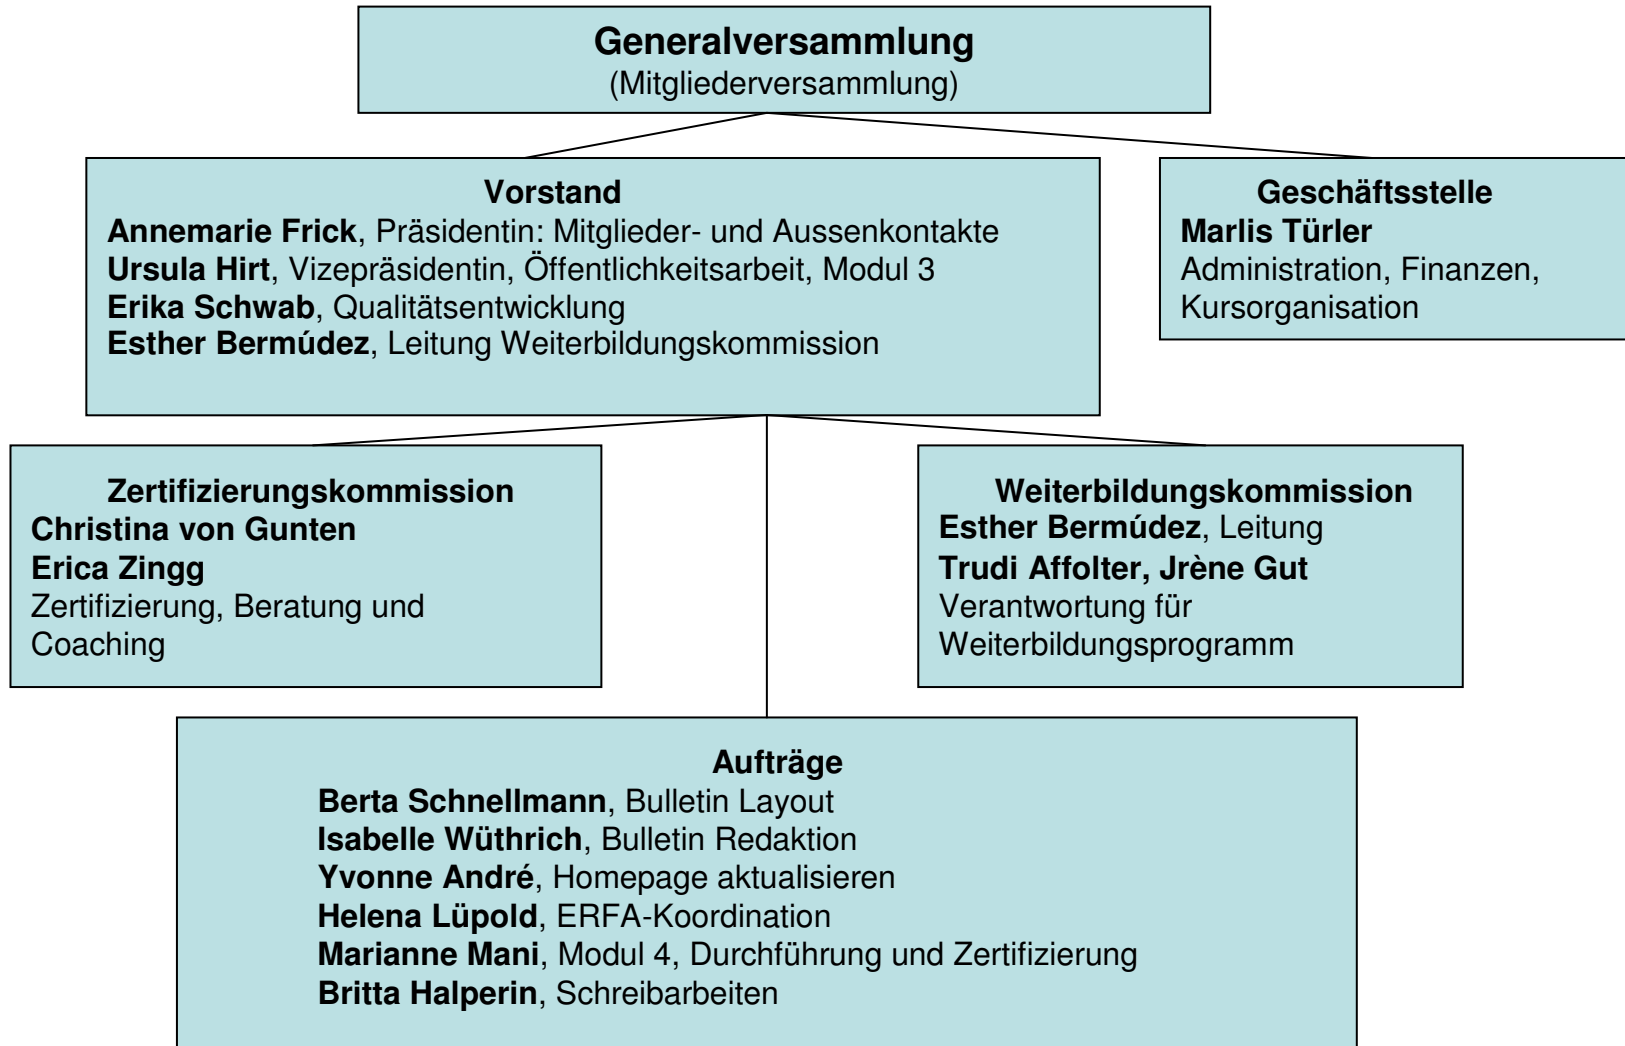 Generalversammlung
(Mitgliederversammlung)
Vorstand
Annemarie Frick, Präsidentin: Mitglieder- und Aussenkontakte
Ursula Hirt, Vizepräsidentin, Öffentlichkeitsarbeit, Modul 3
Erika Schwab, Qualitätsentwicklung
Esther Bermúdez, Leitung Weiterbildungskommission
Geschäftsstelle
Marlis Türler
Administration, Finanzen,
Kursorganisation
Zertifizierungskommission
Christina von Gunten
Erica Zingg
Zertifizierung, Beratung und
Coaching
Weiterbildungskommission
Esther Bermúdez, Leitung
Trudi Affolter, Jrène Gut
Verantwortung für
Weiterbildungsprogramm
Aufträge
Berta Schnellmann, Bulletin Layout
Isabelle Wüthrich, Bulletin Redaktion
Yvonne André, Homepage aktualisieren
Helena Lüpold, ERFA-Koordination
Marianne Mani, Modul 4, Durchführung und Zertifizierung
Britta Halperin, Schreibarbeiten